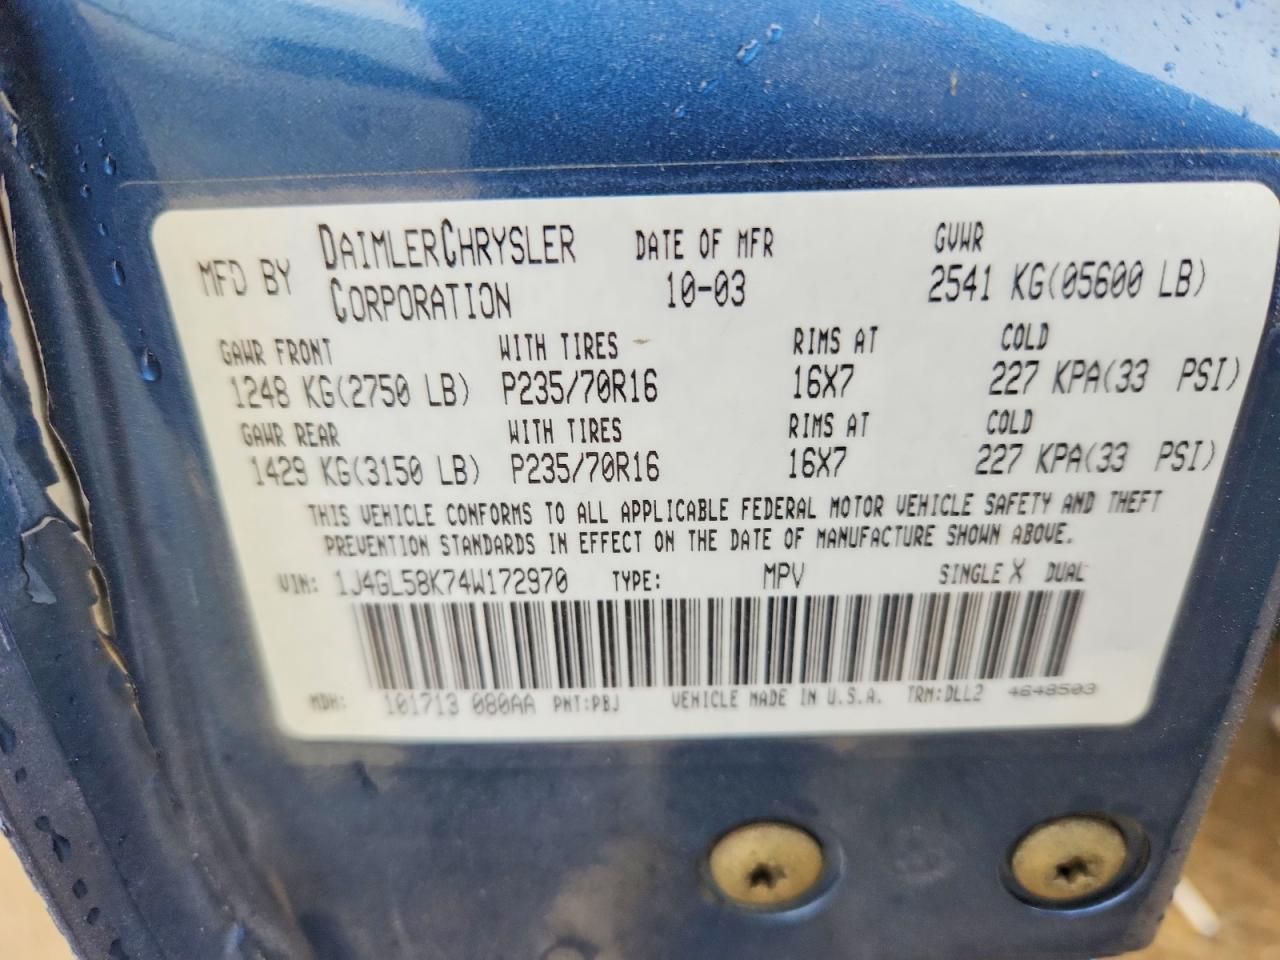 MFD BY DAIMLERCHRYSLER CORPORATION DATE OF MFR 10-03 GVWR 2541 KG(05600 LB)
GAWR FRONT WITH TIRES RIMS AT COLD
1248 KG(2750 LB) P235/70R16 16X7 227 KPA(33 PSI)
GAWR REAR WITH TIRES RIMS AT COLD
1429 KG(3150 LB) P235/70R16 16X7 227 KPA(33 PSI)
THIS VEHICLE CONFORMS TO ALL APPLICABLE FEDERAL MOTOR VEHICLE SAFETY AND THEFT
PREVENTION STANDARDS IN EFFECT ON THE DATE OF MANUFACTURE SHOWN ABOVE.
VIN: 1J4GL58K74W172970 TYPE: MPV SINGLE X DUAL
MDH: 101713 080AA PNT:PBJ VEHICLE MADE IN U.S.A. TRM:DLL2 4648503